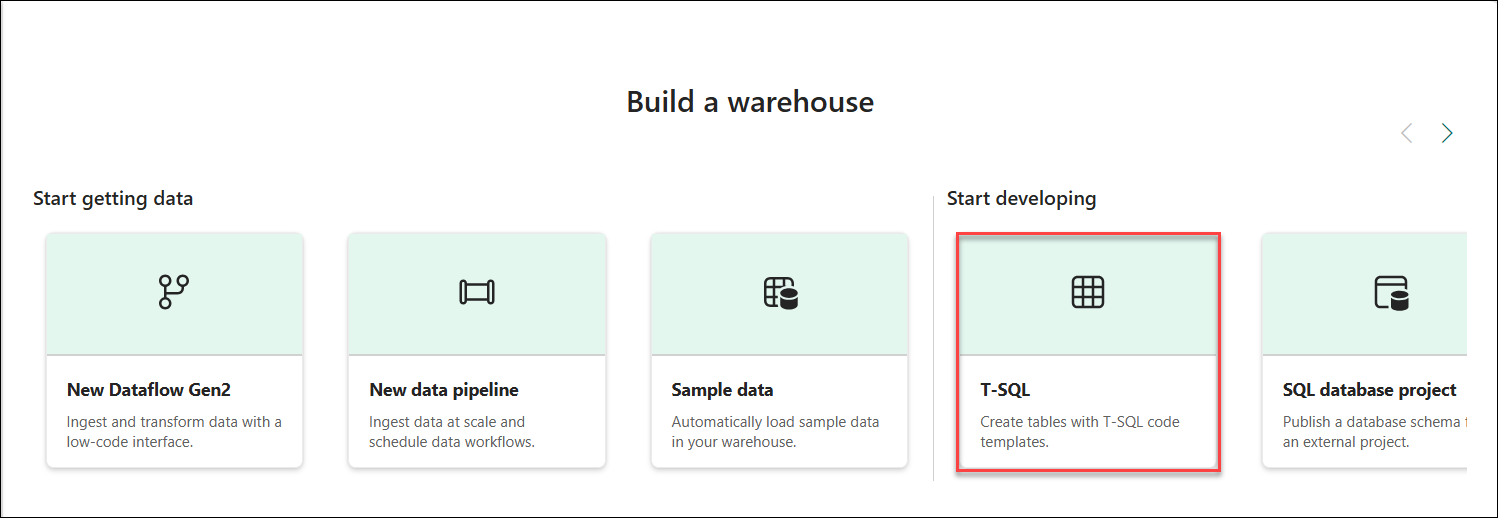 Build a warehouse
Start getting data
New Dataflow Gen2
Ingest and transform data with a
low-code interface.
New data pipeline
Ingest data at scale and
schedule data workflows.
Sample data
Automatically load sample data
in your warehouse.
Start developing
T-SQL
Create tables with T-SQL code
templates.
SQL database project
Publish a database schema
an external project.